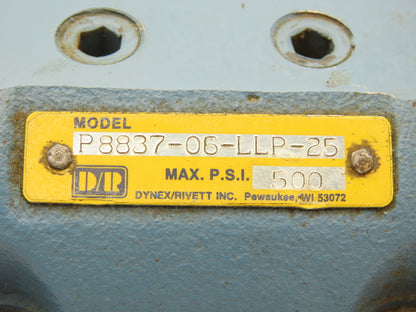 MODEL
P8837-06-LLP-25
D/R MAX. P.S.I. 500
DYNEX/RIVETT INC. Pewaukee, WI 53072